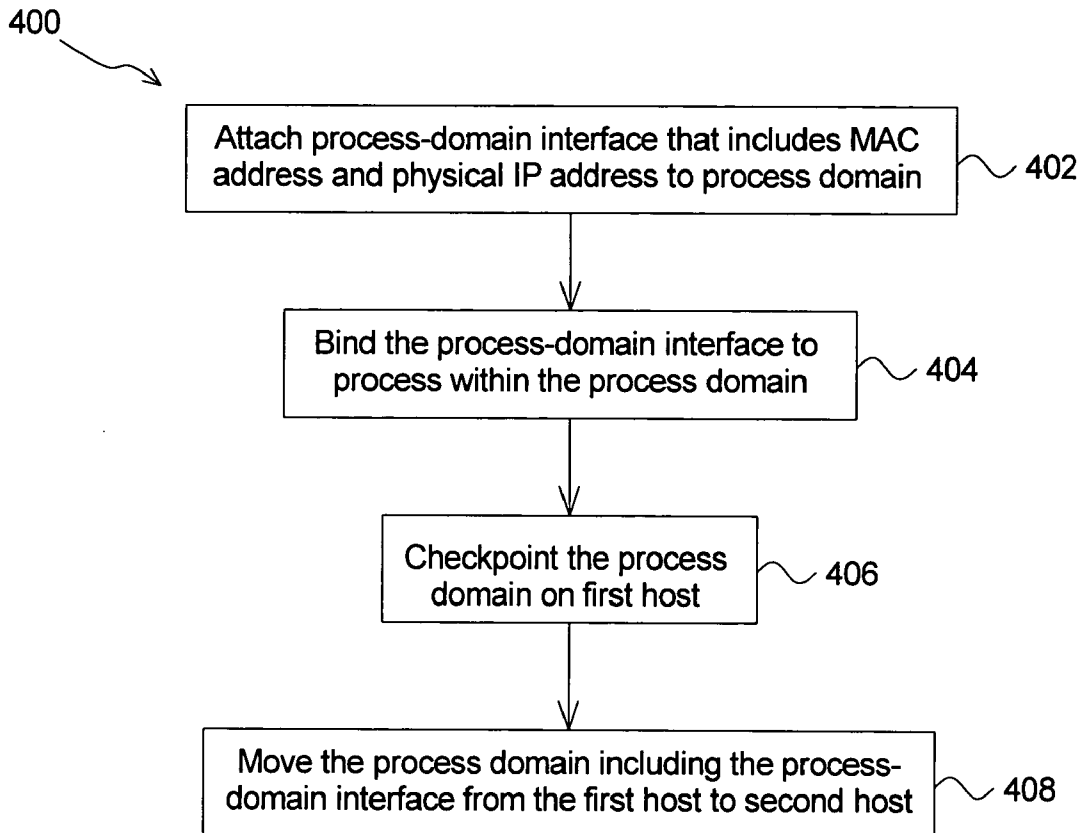 400
Attach process-domain interface that includes MAC
address and physical IP address to process domain
402
Bind the process-domain interface to
process within the process domain
404
Checkpoint the process
domain on first host
406
Move the process domain including the process-
domain interface from the first host to second host
408